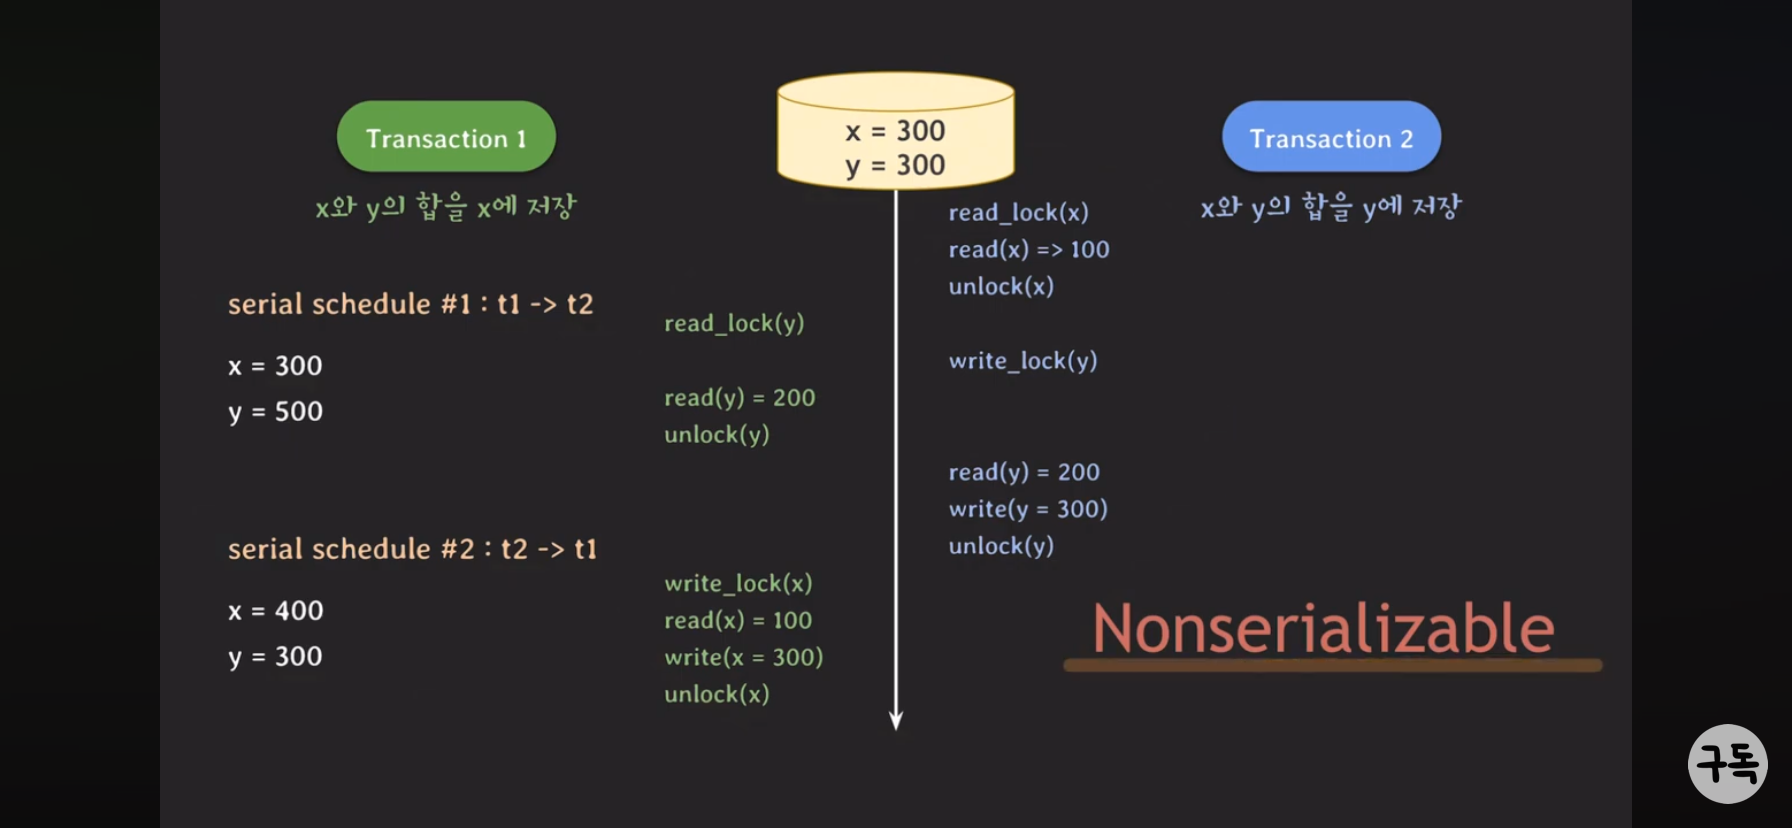 Transaction 1
x와 y의 합을 x에 저장
x = 300
y = 300
Transaction 2
x와 y의 합을 y에 저장
serial schedule #1 : t1 -> t2
x = 300
y = 500
serial schedule #2 : t2 -> t1
x = 400
y = 300
read_lock(x)
read(x) => 100
unlock(x)
read_lock(y)
write_lock(y)
read(y) = 200
unlock(y)
read(y) = 200
write(y = 300)
unlock(y)
write_lock(x)
read(x) = 100
write(x = 300)
unlock(x)
Nonserializable
구독